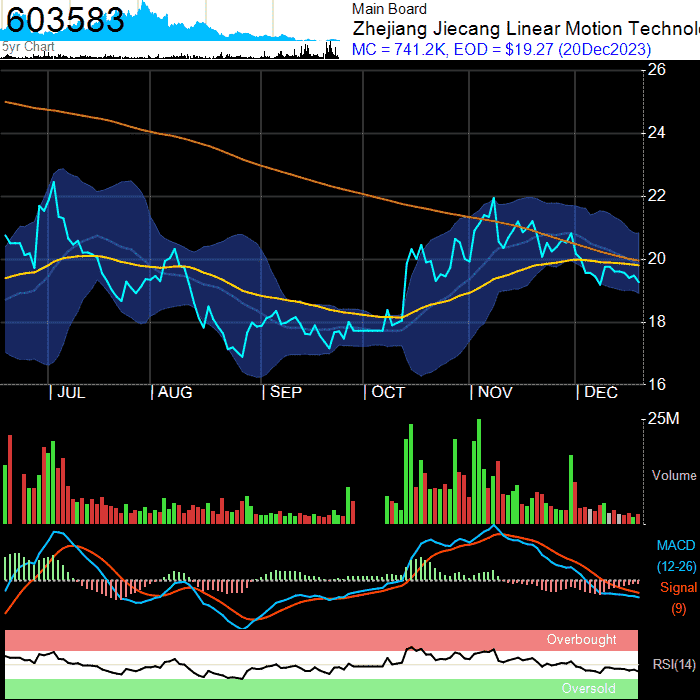 603583
5yr Chart
Main Board
Zhejiang Jiecang Linear Motion Technol
MC = 741.2K, EOD = $19.27 (20Dec2023)
26
24
22
20
18
16
JUL
AUG
SEP
OCT
NOV
DEC
25M
Volume
MACD
(12-26)
Signal
(9)
Overbought
RSI(14)
Oversold